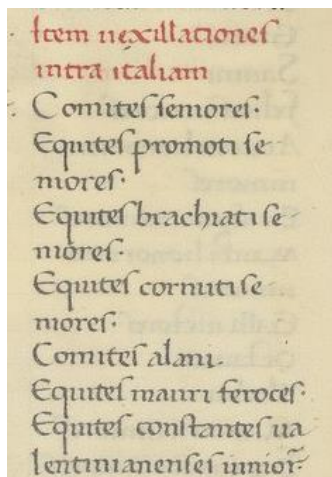 Item uexillationes
intra italiam
Comites seniores.
Equites promoti se
niores.
Equites brachiati se
niores.
Equites cornuti se
niores.
Comites alani.
Equites mauri feroces.
Equites constantes ua
lentinianenses iunior.